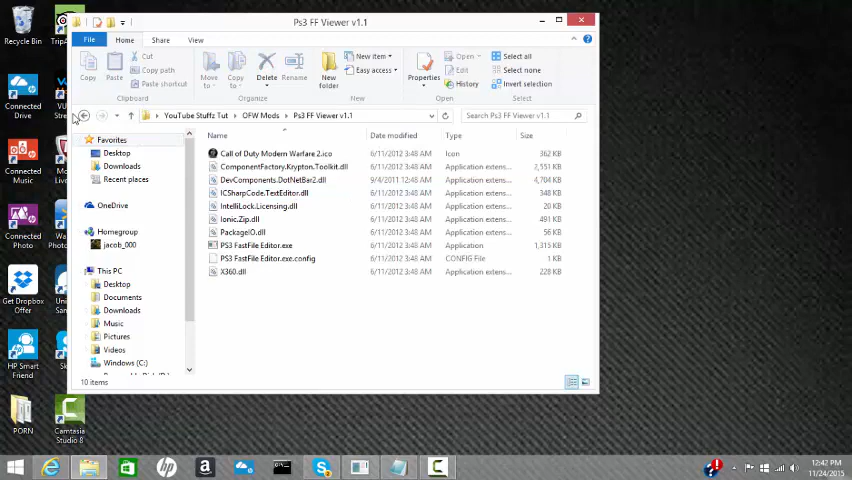 Ps3 FF Viewer v1.1
File Home Share View
Copy Paste Cut Copy path Paste shortcut
Clipboard
Move to Copy to Delete Rename
Organize
New folder New item Easy access
New
Properties Open Edit History
Open
Select all Select none Invert selection
Select
YouTube Stuffz Tut OFW Mods Ps3 FF Viewer v1.1 Search Ps3 FF Viewer v1.1
Name Date modified Type Size
Call of Duty Modern Warfare 2.ico 6/11/2012 3:48 AM Icon 362 KB
ComponentFactory.Krypton.Toolkit.dll 6/11/2012 3:48 AM Application extens... 2,551 KB
DevComponents.DotNetBar2.dll 9/4/2011 12:48 AM Application extens... 4,704 KB
ICSharpCode.TextEditor.dll 6/11/2012 3:48 AM Application extens... 348 KB
IntelliLock.Licensing.dll 6/11/2012 3:48 AM Application extens... 20 KB
Ionic.Zip.dll 6/11/2012 3:48 AM Application extens... 491 KB
PackageIO.dll 6/11/2012 3:48 AM Application extens... 56 KB
PS3 FastFile Editor.exe 6/11/2012 3:48 AM Application 1,315 KB
PS3 FastFile Editor.exe.config 6/11/2012 3:48 AM CONFIG File 1 KB
X360.dll 6/11/2012 3:48 AM Application extens... 228 KB
Favorites
Desktop
Downloads
Recent places
OneDrive
Homegroup
jacob_000
This PC
Desktop
Documents
Downloads
Music
Pictures
Videos
Windows (C:)
10 items
Recycle Bin
Connected Drive
Connected Music
Connected Photo
Get Dropbox Offer
HP Smart Friend
PORN
Camtasia Studio 8
12:42 PM
11/24/2015